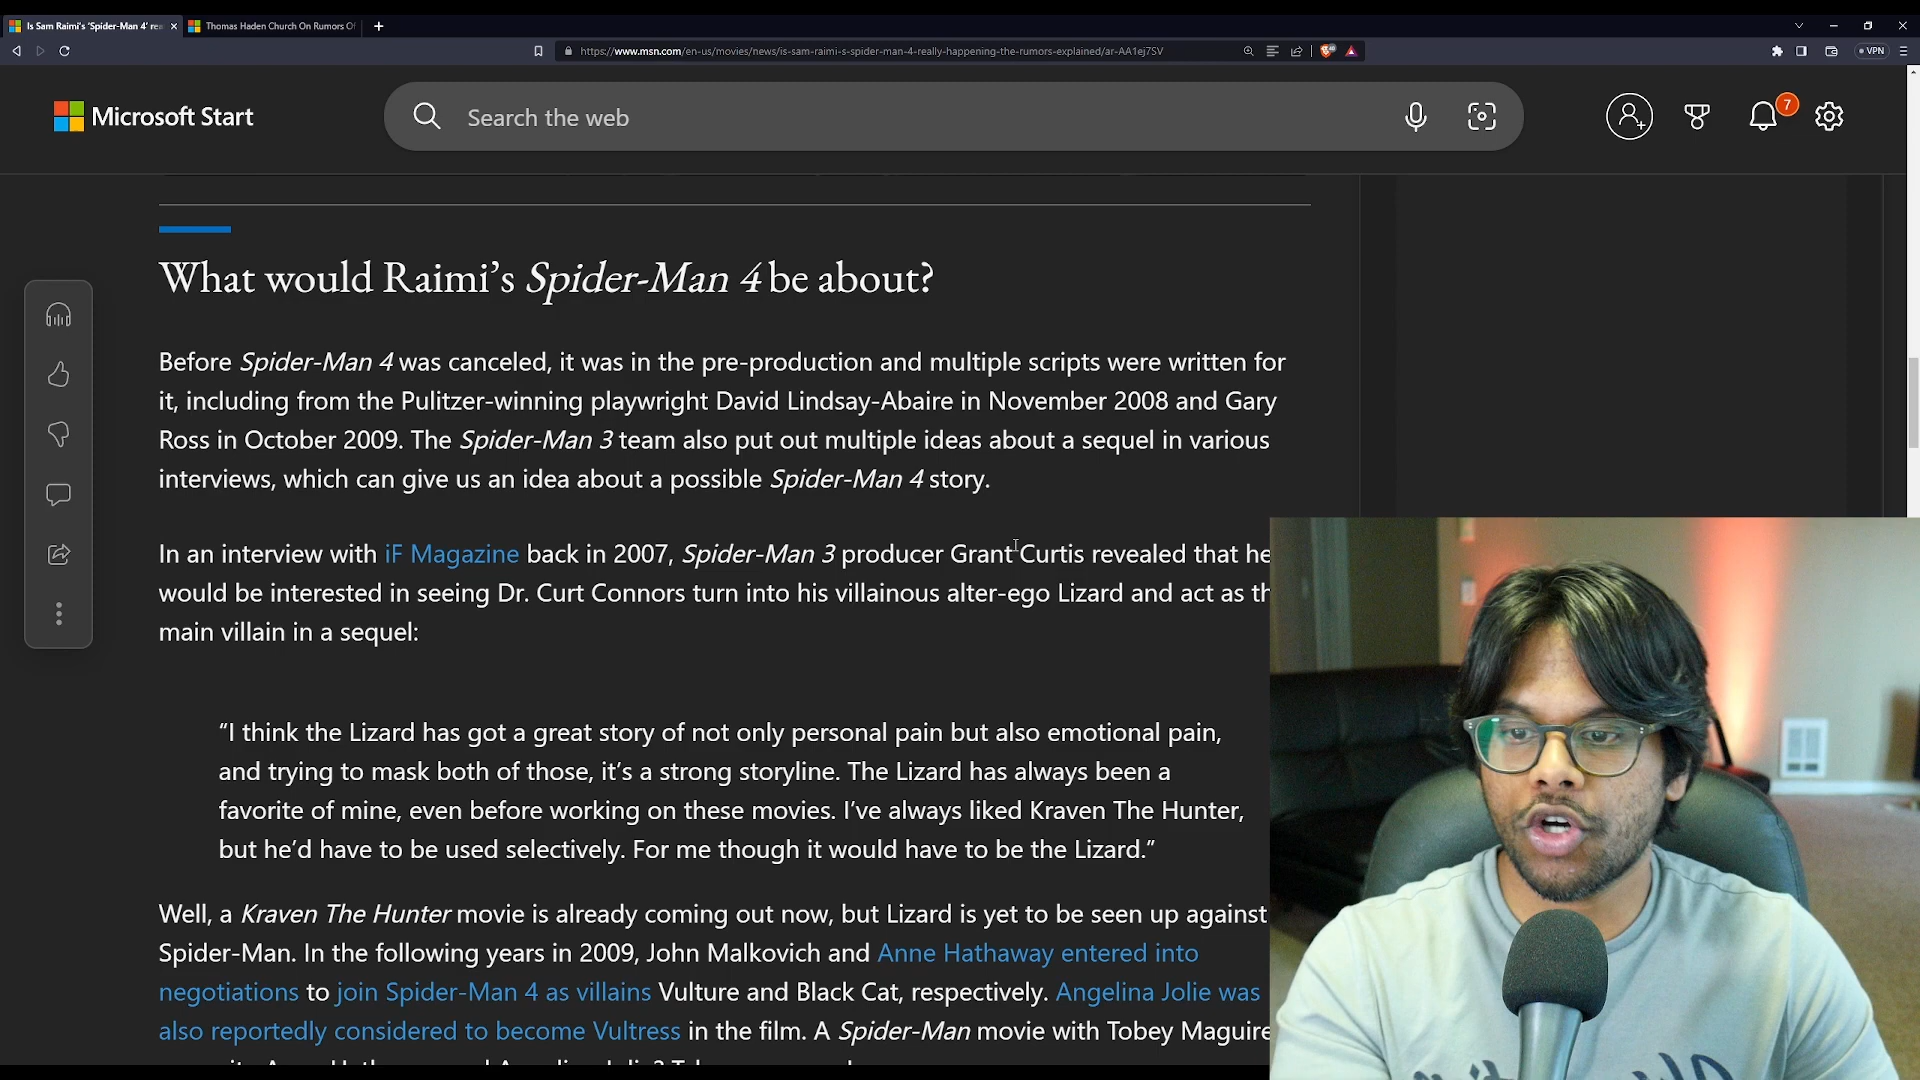 Is Sam Raimi's 'Spider-Man 4' rea
Thomas Haden Church On Rumors Of
https://www.msn.com/en-us/movies/news/is-sam-raimi-s-spider-man-4-really-happening-the-rumors-explained/ar-AA1ej7SV
VPN
Microsoft Start
Search the web
7
What would Raimi's Spider-Man 4 be about?
Before Spider-Man 4 was canceled, it was in the pre-production and multiple scripts were written for
it, including from the Pulitzer-winning playwright David Lindsay-Abaire in November 2008 and Gary
Ross in October 2009. The Spider-Man 3 team also put out multiple ideas about a sequel in various
interviews, which can give us an idea about a possible Spider-Man 4 story.
In an interview with iF Magazine back in 2007, Spider-Man 3 producer Grant Curtis revealed that he
would be interested in seeing Dr. Curt Connors turn into his villainous alter-ego Lizard and act as th
main villain in a sequel:
“I think the Lizard has got a great story of not only personal pain but also emotional pain,
and trying to mask both of those, it’s a strong storyline. The Lizard has always been a
favorite of mine, even before working on these movies. I’ve always liked Kraven The Hunter,
but he’d have to be used selectively. For me though it would have to be the Lizard.”
Well, a Kraven The Hunter movie is already coming out now, but Lizard is yet to be seen up against
Spider-Man. In the following years in 2009, John Malkovich and Anne Hathaway entered into
negotiations to join Spider-Man 4 as villains Vulture and Black Cat, respectively. Angelina Jolie was
also reportedly considered to become Vultress in the film. A Spider-Man movie with Tobey Maguire